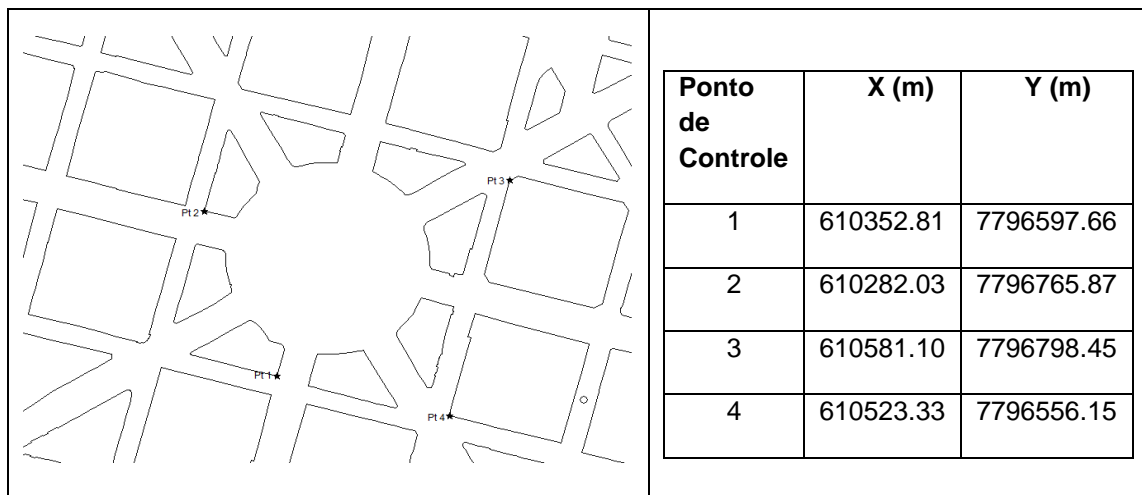 Pt 3
Pt 2
Pt 1
Pt 4
Ponto de Controle X (m) Y (m)
1 610352.81 7796597.66
2 610282.03 7796765.87
3 610581.10 7796798.45
4 610523.33 7796556.15